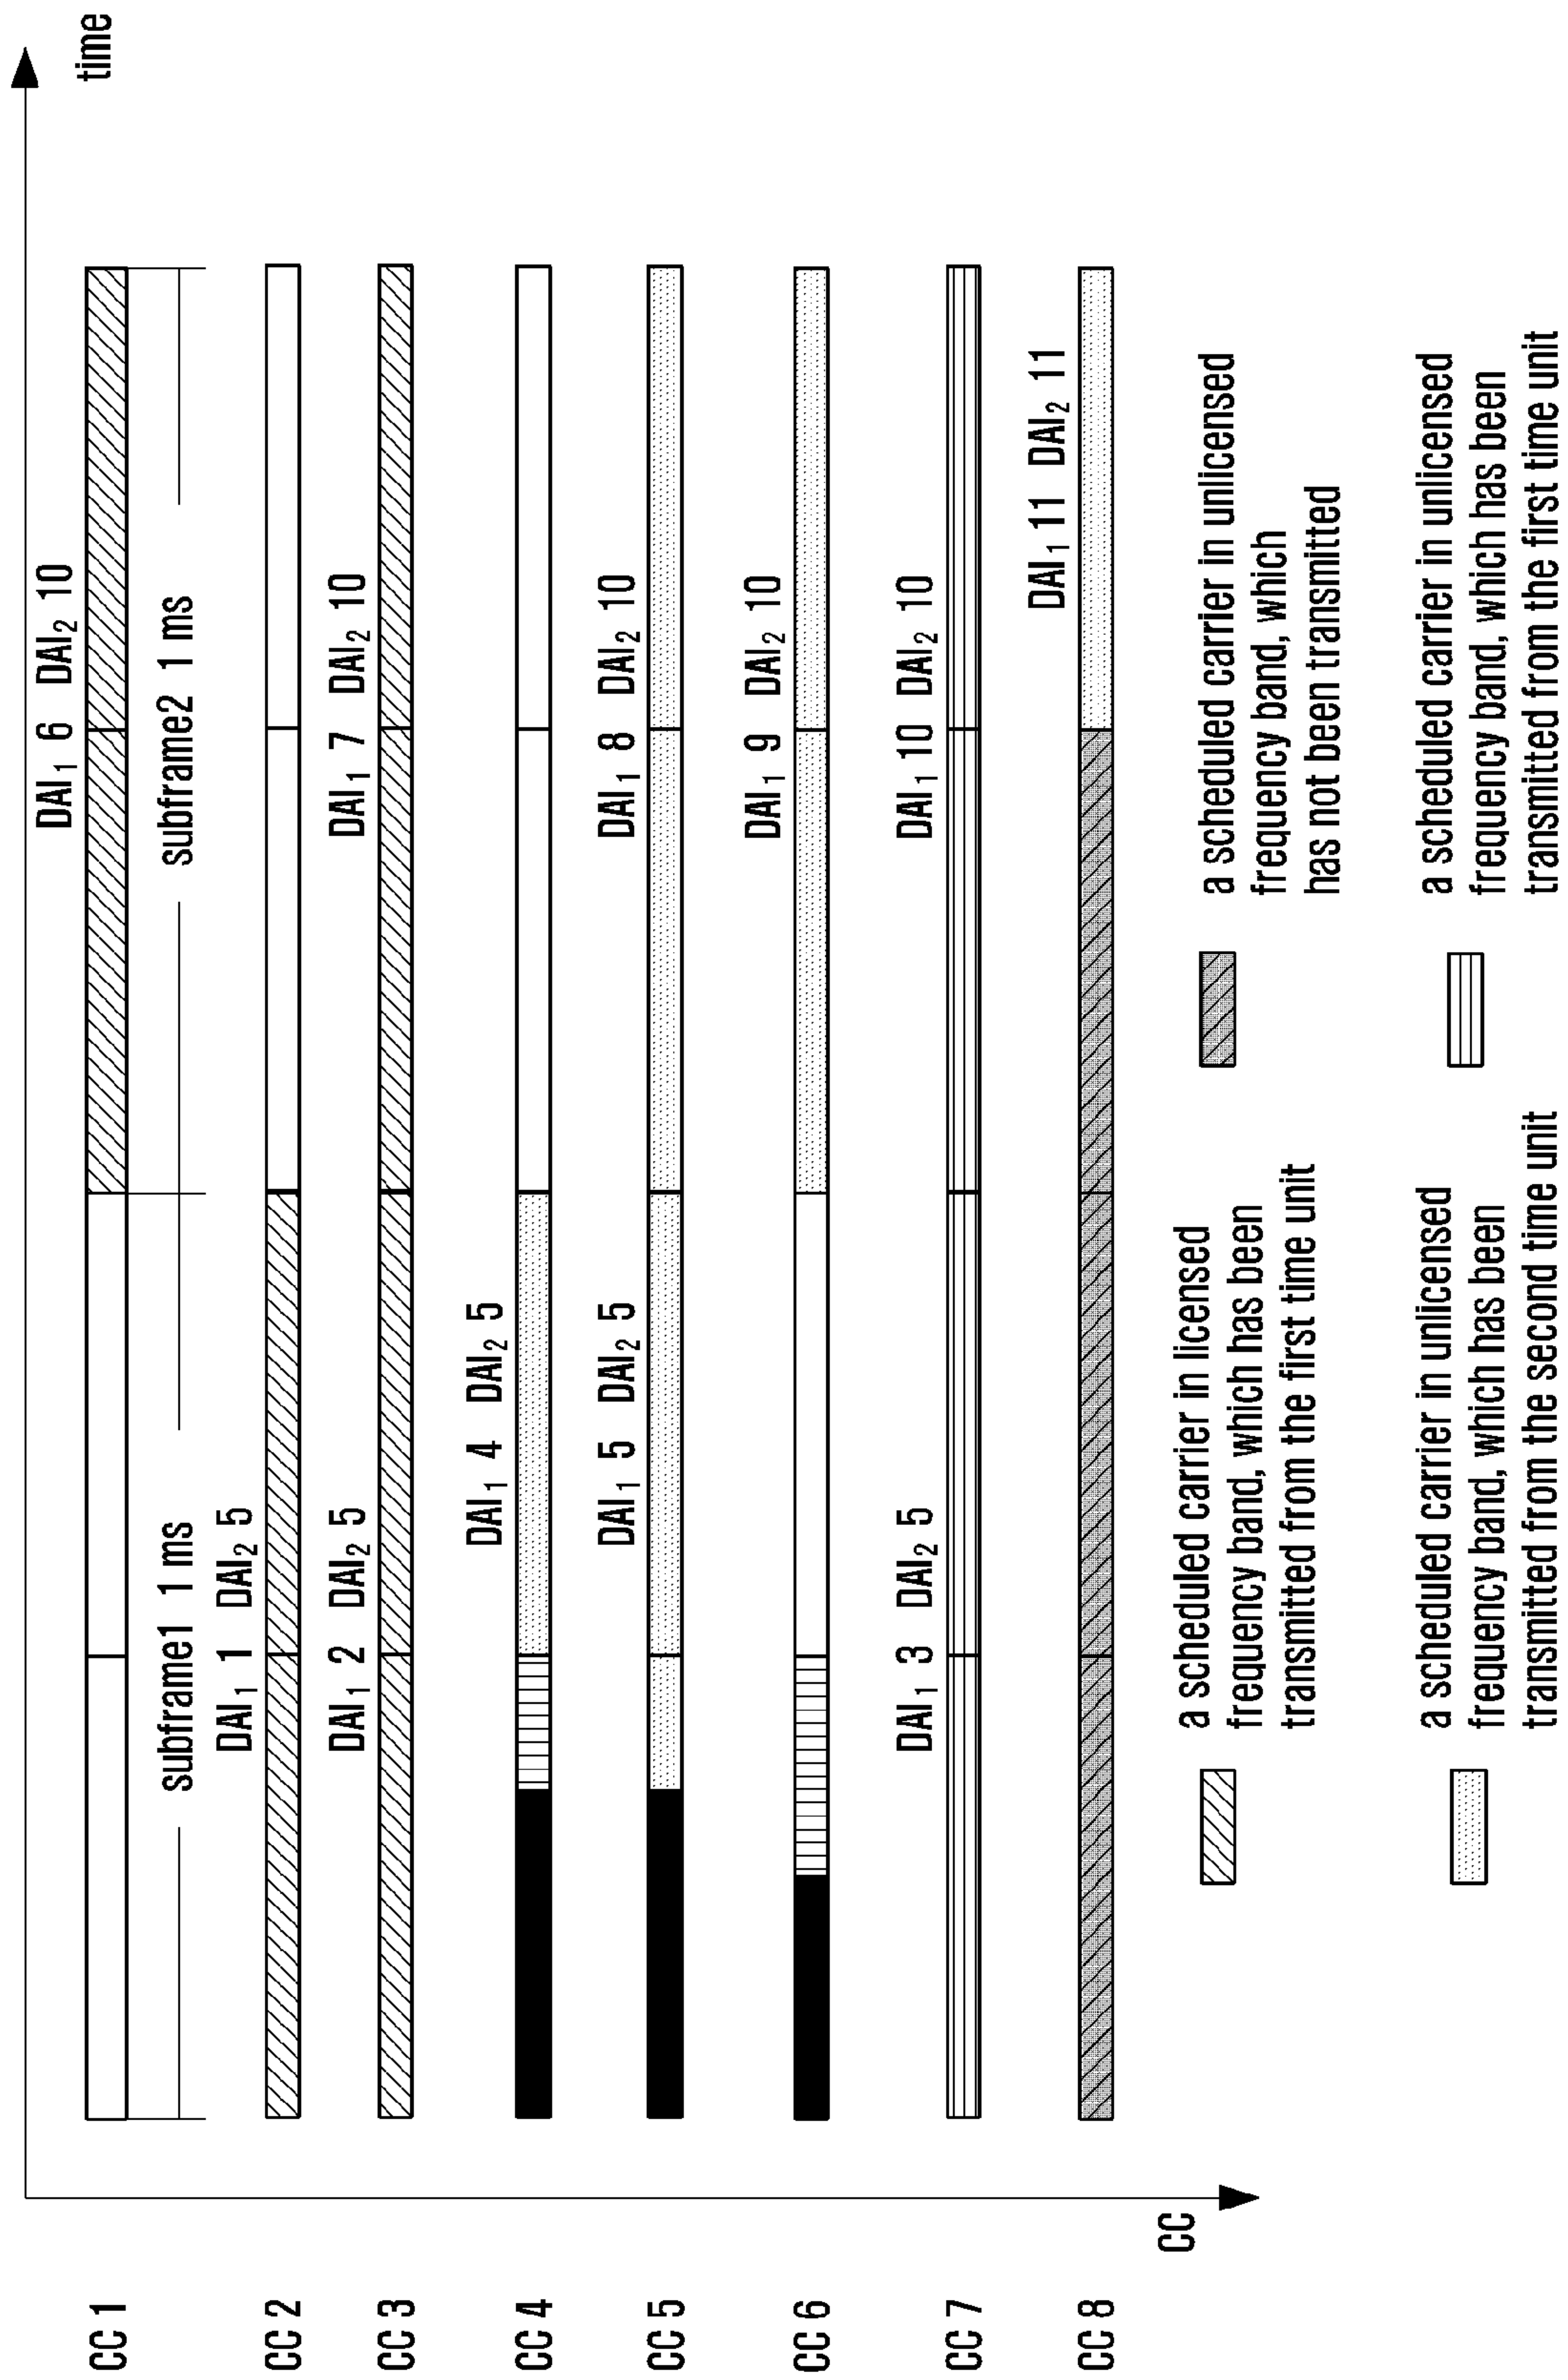 time
CC 1
DAI1 6 DAI2 10
subframe1 1 ms
subframe2 1 ms
CC 2
DAI1 1 DAI2 5
CC 3
DAI1 2 DAI2 5
DAI1 7 DAI2 10
CC 4
DAI1 4 DAI2 5
CC 5
DAI1 5 DAI2 5
DAI1 8 DAI2 10
CC 6
DAI1 9 DAI2 10
CC 7
DAI1 3 DAI2 5
DAI1 10 DAI2 10
CC 8
DAI1 11 DAI2 11
CC
a scheduled carrier in licensed
frequency band, which has been
transmitted from the first time unit
a scheduled carrier in unlicensed
frequency band, which
has not been transmitted
a scheduled carrier in unlicensed
frequency band, which has been
transmitted from the second time unit
a scheduled carrier in unlicensed
frequency band, which has been
transmitted from the first time unit